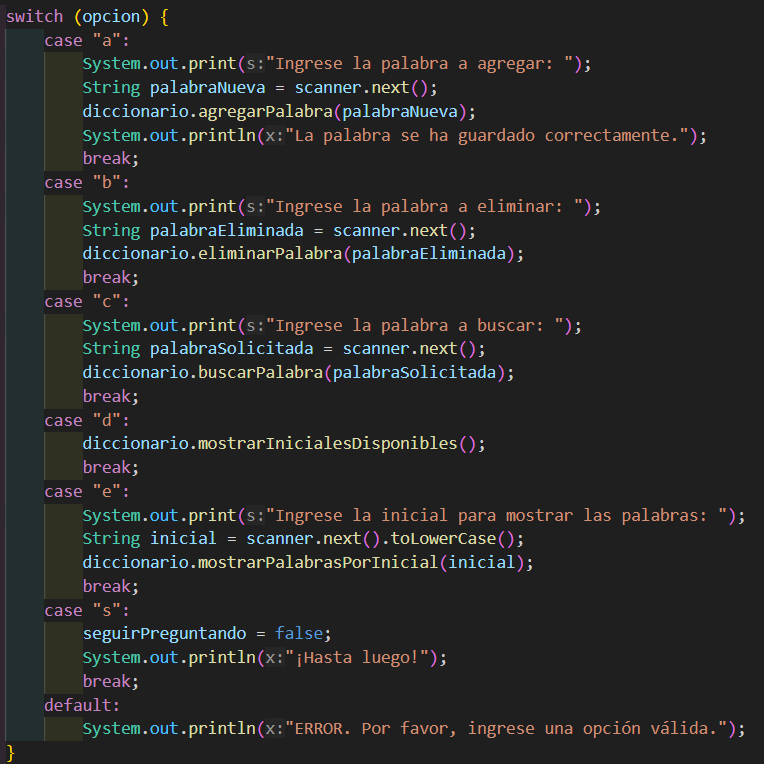 switch (opcion) {
    case "a":
        System.out.print(s:"Ingrese la palabra a agregar: ");
        String palabraNueva = scanner.next();
        diccionario.agregarPalabra(palabraNueva);
        System.out.println(x:"La palabra se ha guardado correctamente.");
        break;
    case "b":
        System.out.print(s:"Ingrese la palabra a eliminar: ");
        String palabraEliminada = scanner.next();
        diccionario.eliminarPalabra(palabraEliminada);
        break;
    case "c":
        System.out.print(s:"Ingrese la palabra a buscar: ");
        String palabraSolicitada = scanner.next();
        diccionario.buscarPalabra(palabraSolicitada);
        break;
    case "d":
        diccionario.mostrarInicialesDisponibles();
        break;
    case "e":
        System.out.print(s:"Ingrese la inicial para mostrar las palabras: ");
        String inicial = scanner.next().toLowerCase();
        diccionario.mostrarPalabrasPorInicial(inicial);
        break;
    case "s":
        seguirPreguntando = false;
        System.out.println(x:"¡Hasta luego!");
        break;
    default:
        System.out.println(x:"ERROR. Por favor, ingrese una opción válida.");
}